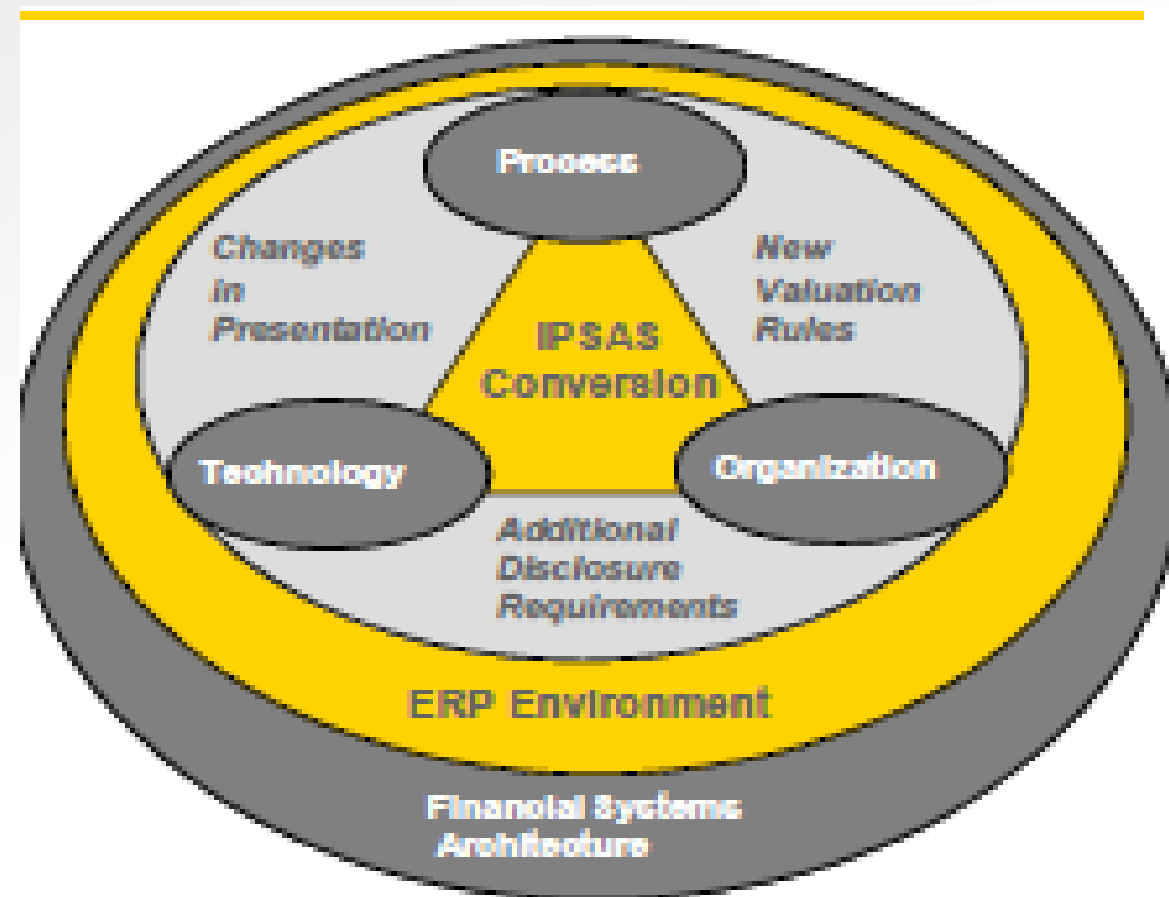 Process
Changes
in
Presentation
New
Valuation
Rules
IPSAS
Conversion
Technology
Organization
Additional
Disclosure
Requirements
ERP Environment
Financial Systems
Architecture